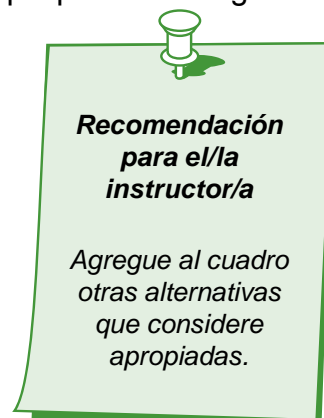 Recomendación
para el/la
instructor/a
Agregue al cuadro
otras alternativas
que considere
apropiadas.